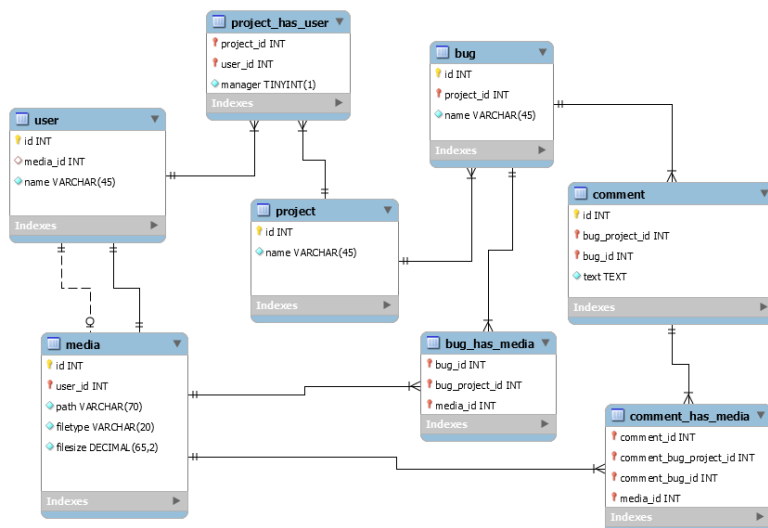 project_has_user
project_id INT
user_id INT
manager TINYINT(1)
Indexes
bug
id INT
project_id INT
name VARCHAR(45)
Indexes
user
id INT
media_id INT
name VARCHAR(45)
Indexes
project
id INT
name VARCHAR(45)
Indexes
comment
id INT
bug_project_id INT
bug_id INT
text TEXT
Indexes
media
id INT
user_id INT
path VARCHAR(70)
filetype VARCHAR(20)
filesize DECIMAL(65,2)
Indexes
bug_has_media
bug_id INT
bug_project_id INT
media_id INT
Indexes
comment_has_media
comment_id INT
comment_bug_project_id INT
comment_bug_id INT
media_id INT
Indexes